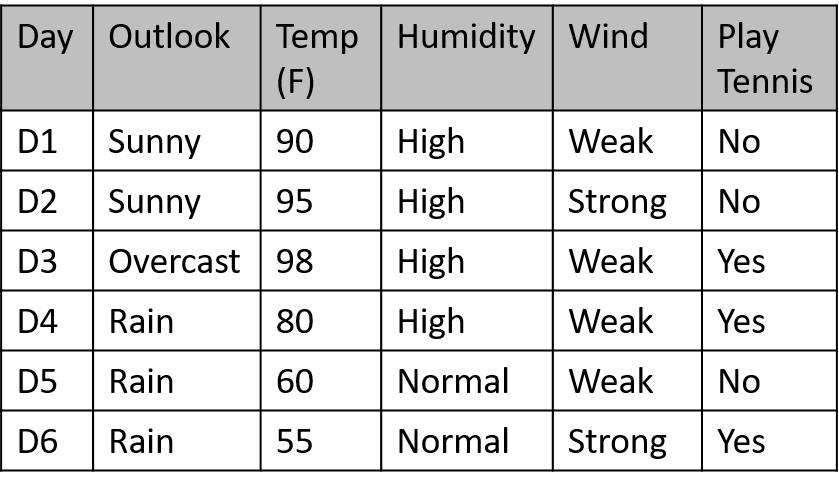 Day Outlook Temp (F) Humidity Wind Play Tennis
D1 Sunny 90 High Weak No
D2 Sunny 95 High Strong No
D3 Overcast 98 High Weak Yes
D4 Rain 80 High Weak Yes
D5 Rain 60 Normal Weak No
D6 Rain 55 Normal Strong Yes